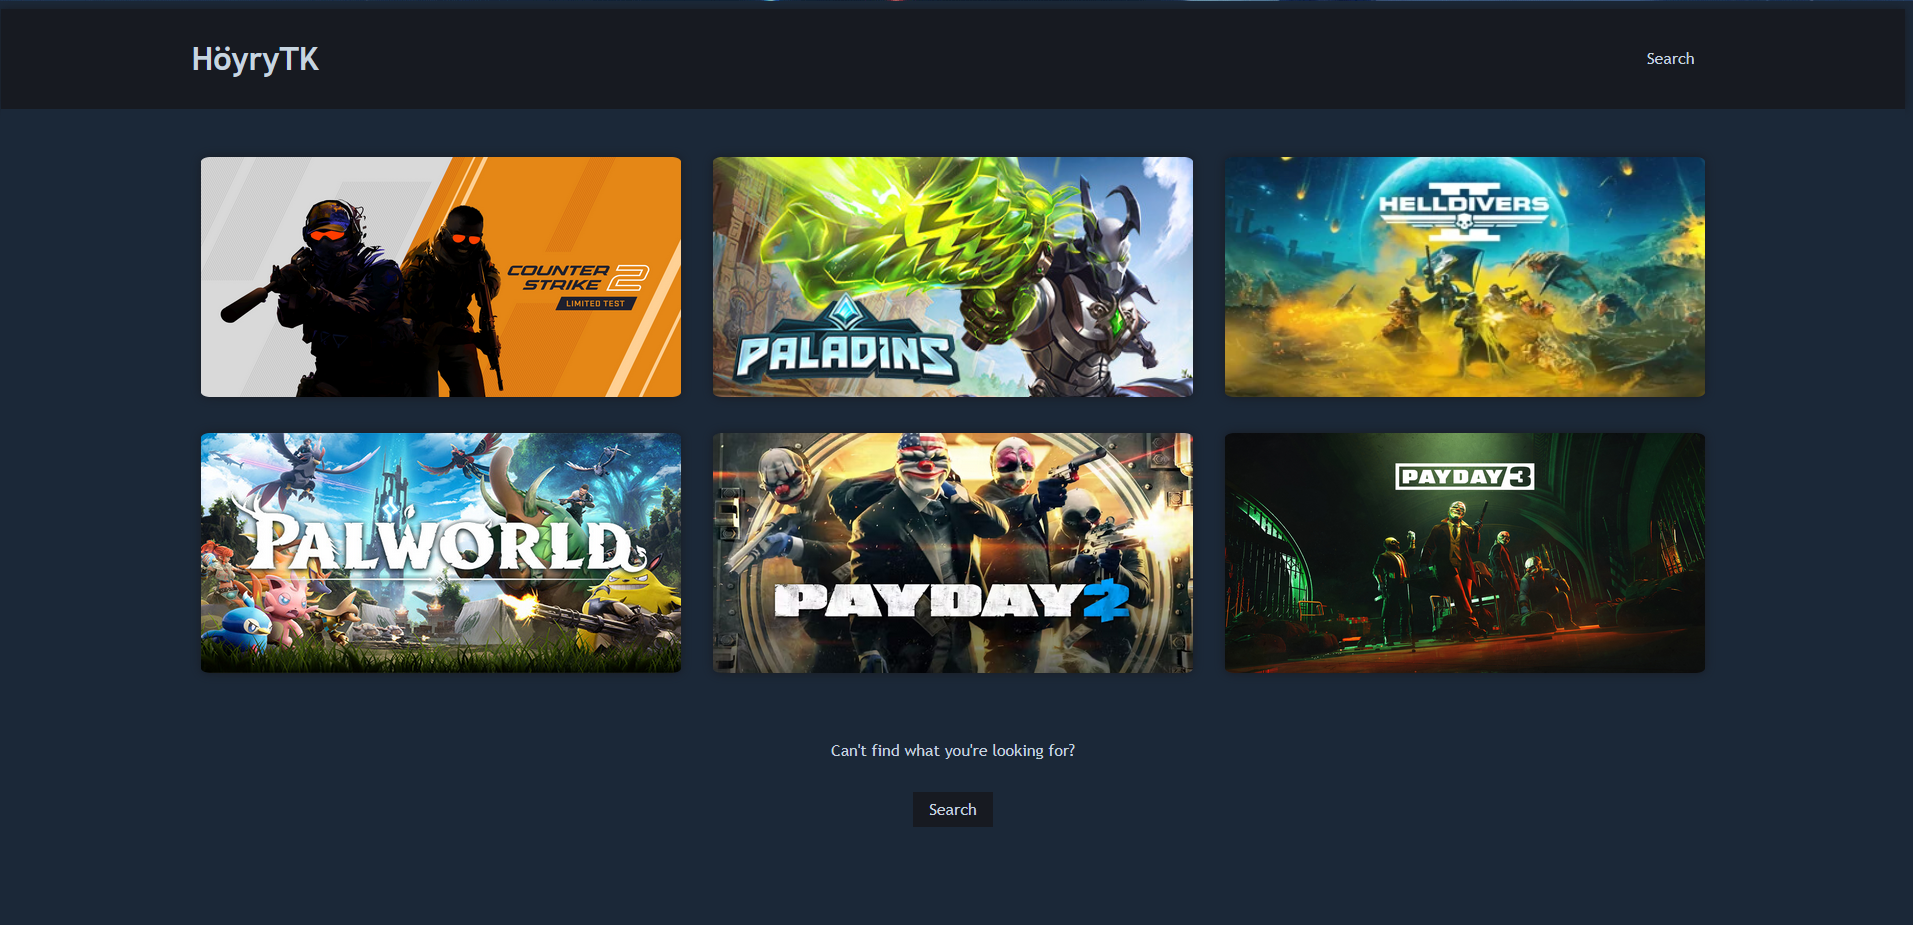 HöyryTK
Search
COUNTER
STRIKE 2
LIMITED TEST
PALADINS
II
HELLDIVERS
PALWORLD
PAYDAY 2
PAYDAY 3
Can't find what you're looking for?
Search